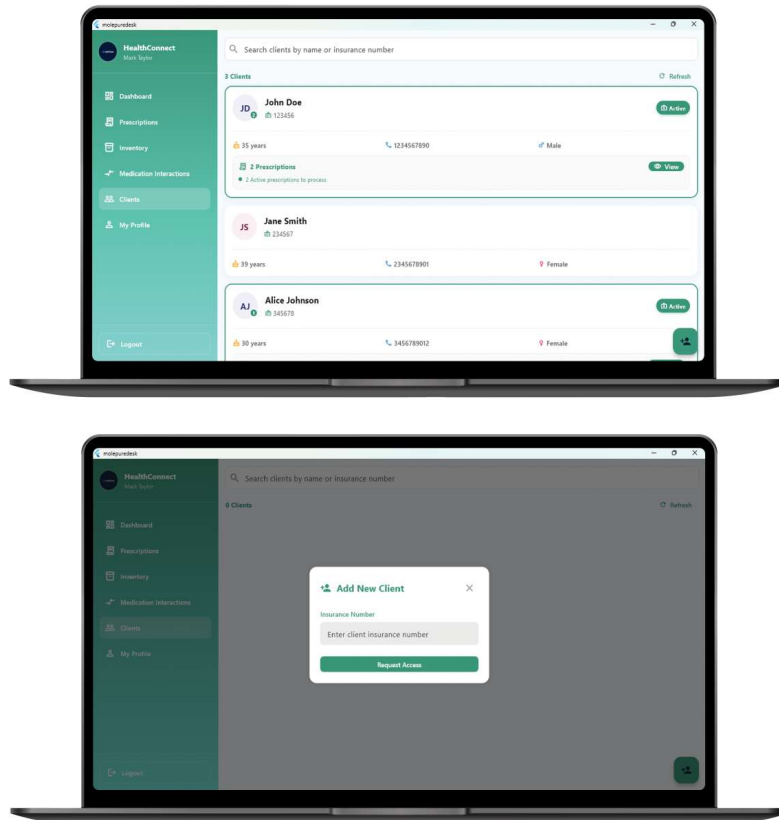 molepuredesk
HealthConnect
Mark Taylor
Search clients by name or insurance number
3 Clients
Refresh
Dashboard
Prescriptions
Inventory
Medication Interactions
Clients
My Profile
Logout
JD
John Doe
123456
Active
35 years
1234567890
Male
2 Prescriptions
View
2 Active prescriptions to process.
JS
Jane Smith
234567
39 years
2345678901
Female
AJ
Alice Johnson
345678
Active
30 years
3456789012
Female
molepuredesk
HealthConnect
Mark Taylor
Search clients by name or insurance number
0 Clients
Refresh
Dashboard
Prescriptions
Inventory
Medication Interactions
Clients
My Profile
Logout
Add New Client
Insurance Number
Enter client insurance number
Request Access